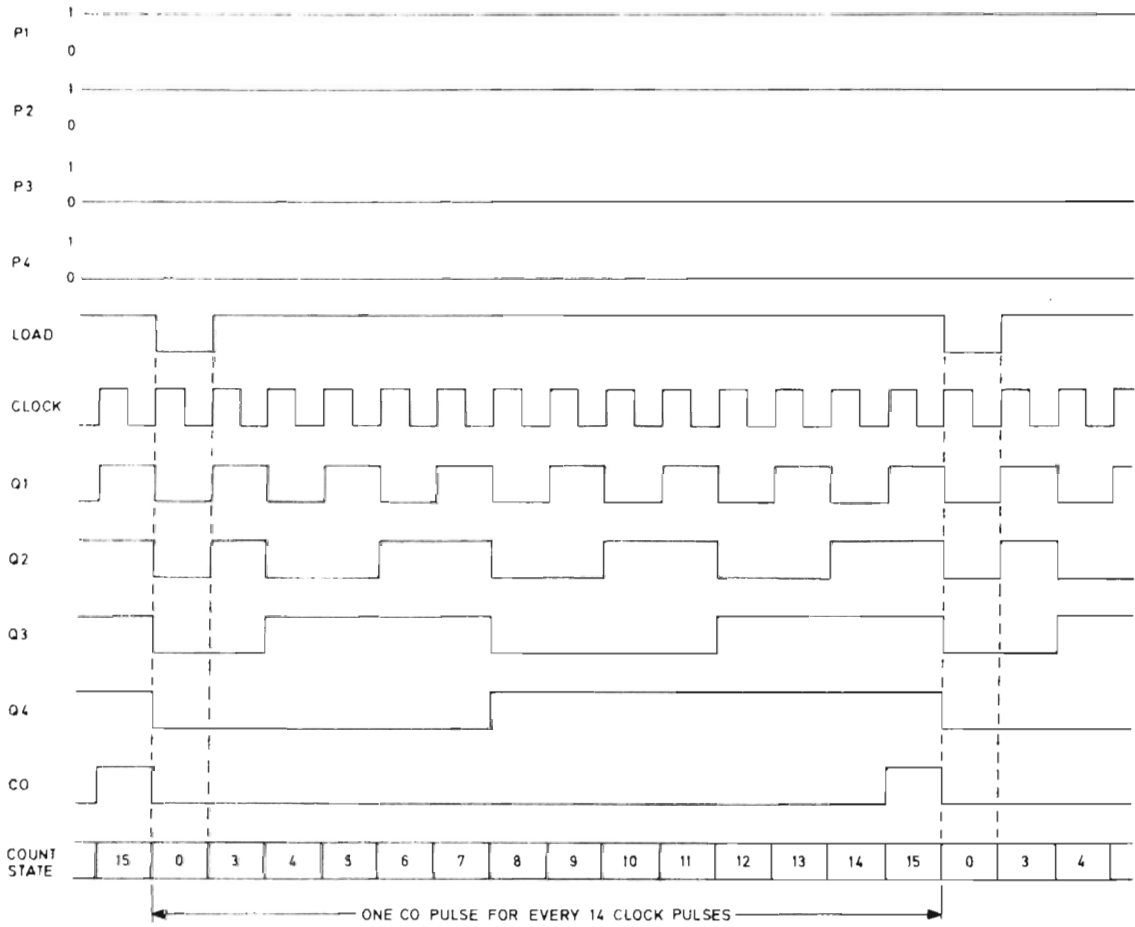 1
P1
0
1
P2
0
1
P3
0
1
P4
0
LOAD
CLOCK
Q1
Q2
Q3
Q4
CO
COUNT STATE 15 0 3 4 5 6 7 8 9 10 11 12 13 14 15 0 3 4
ONE CO PULSE FOR EVERY 14 CLOCK PULSES